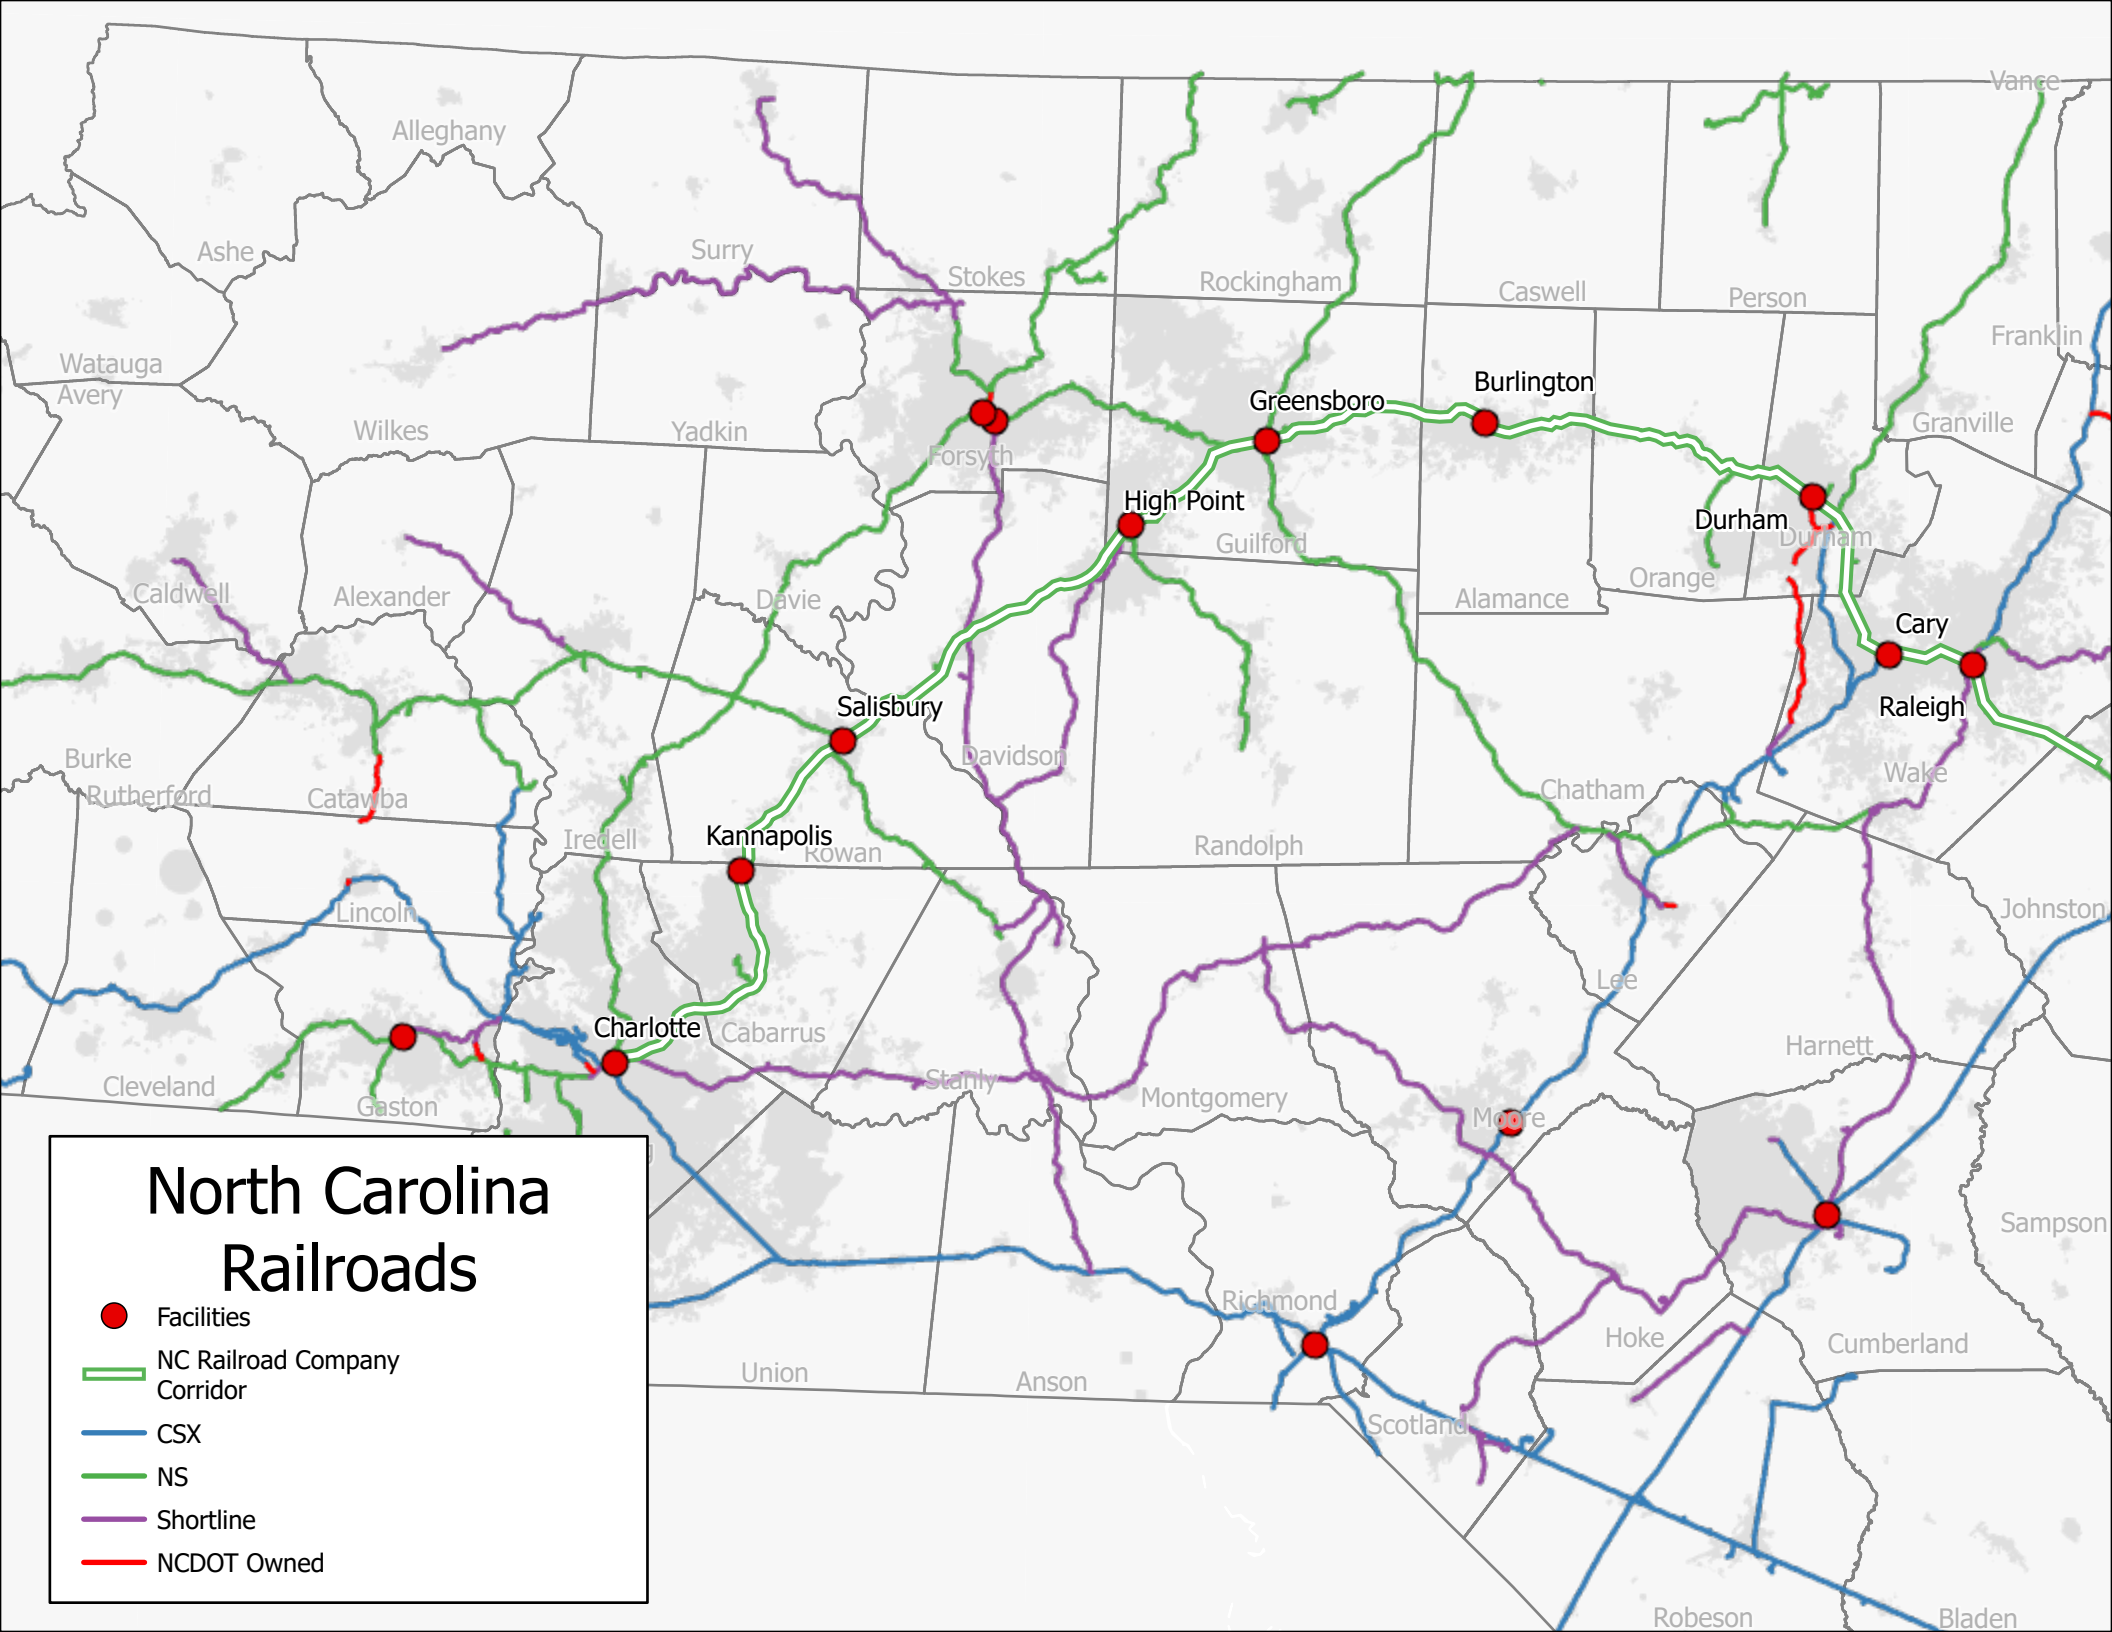 Vance
Alleghany
Ashe
Surry
Stokes
Rockingham
Caswell
Person
Franklin
Watauga
Avery
Burlington
Greensboro
Granville
Wilkes
Yadkin
Forsyth
High Point
Durham
Durham
Guilford
Orange
Caldwell
Alexander
Davie
Alamance
Cary
Salisbury
Raleigh
Burke
Davidson
Wake
Rutherford
Catawba
Chatham
Iredell
Kannapolis
Rowan
Randolph
Lincoln
Johnston
Lee
Charlotte
Cabarrus
Harnett
Cleveland
Gaston
Stanly
Montgomery
Moore
North Carolina
Railroads
Facilities
NC Railroad Company
Corridor
CSX
NS
Shortline
NCDOT Owned
Sampson
Richmond
Hoke
Cumberland
Union
Anson
Scotland
Robeson
Bladen